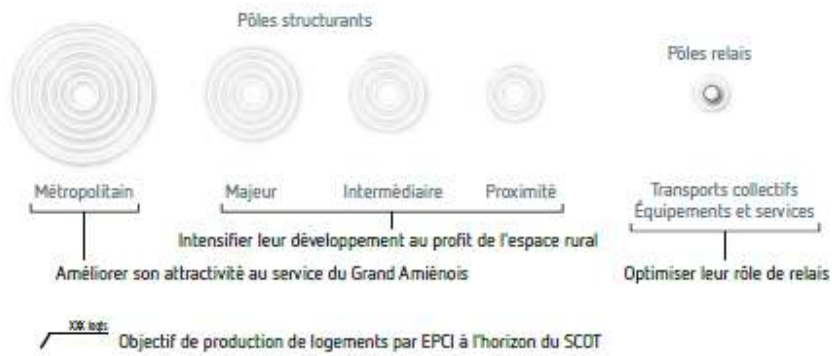 Pôles structurants
Pôles relais
Métropolitain
Majeur
Intermédiaire
Proximité
Transports collectifs
Équipements et services
Intensifier leur développement au profit de l'espace rural
Améliorer son attractivité au service du Grand Amiénois
Optimiser leur rôle de relais
XXX logts
Objectif de production de logements par EPCI à l'horizon du SCOT